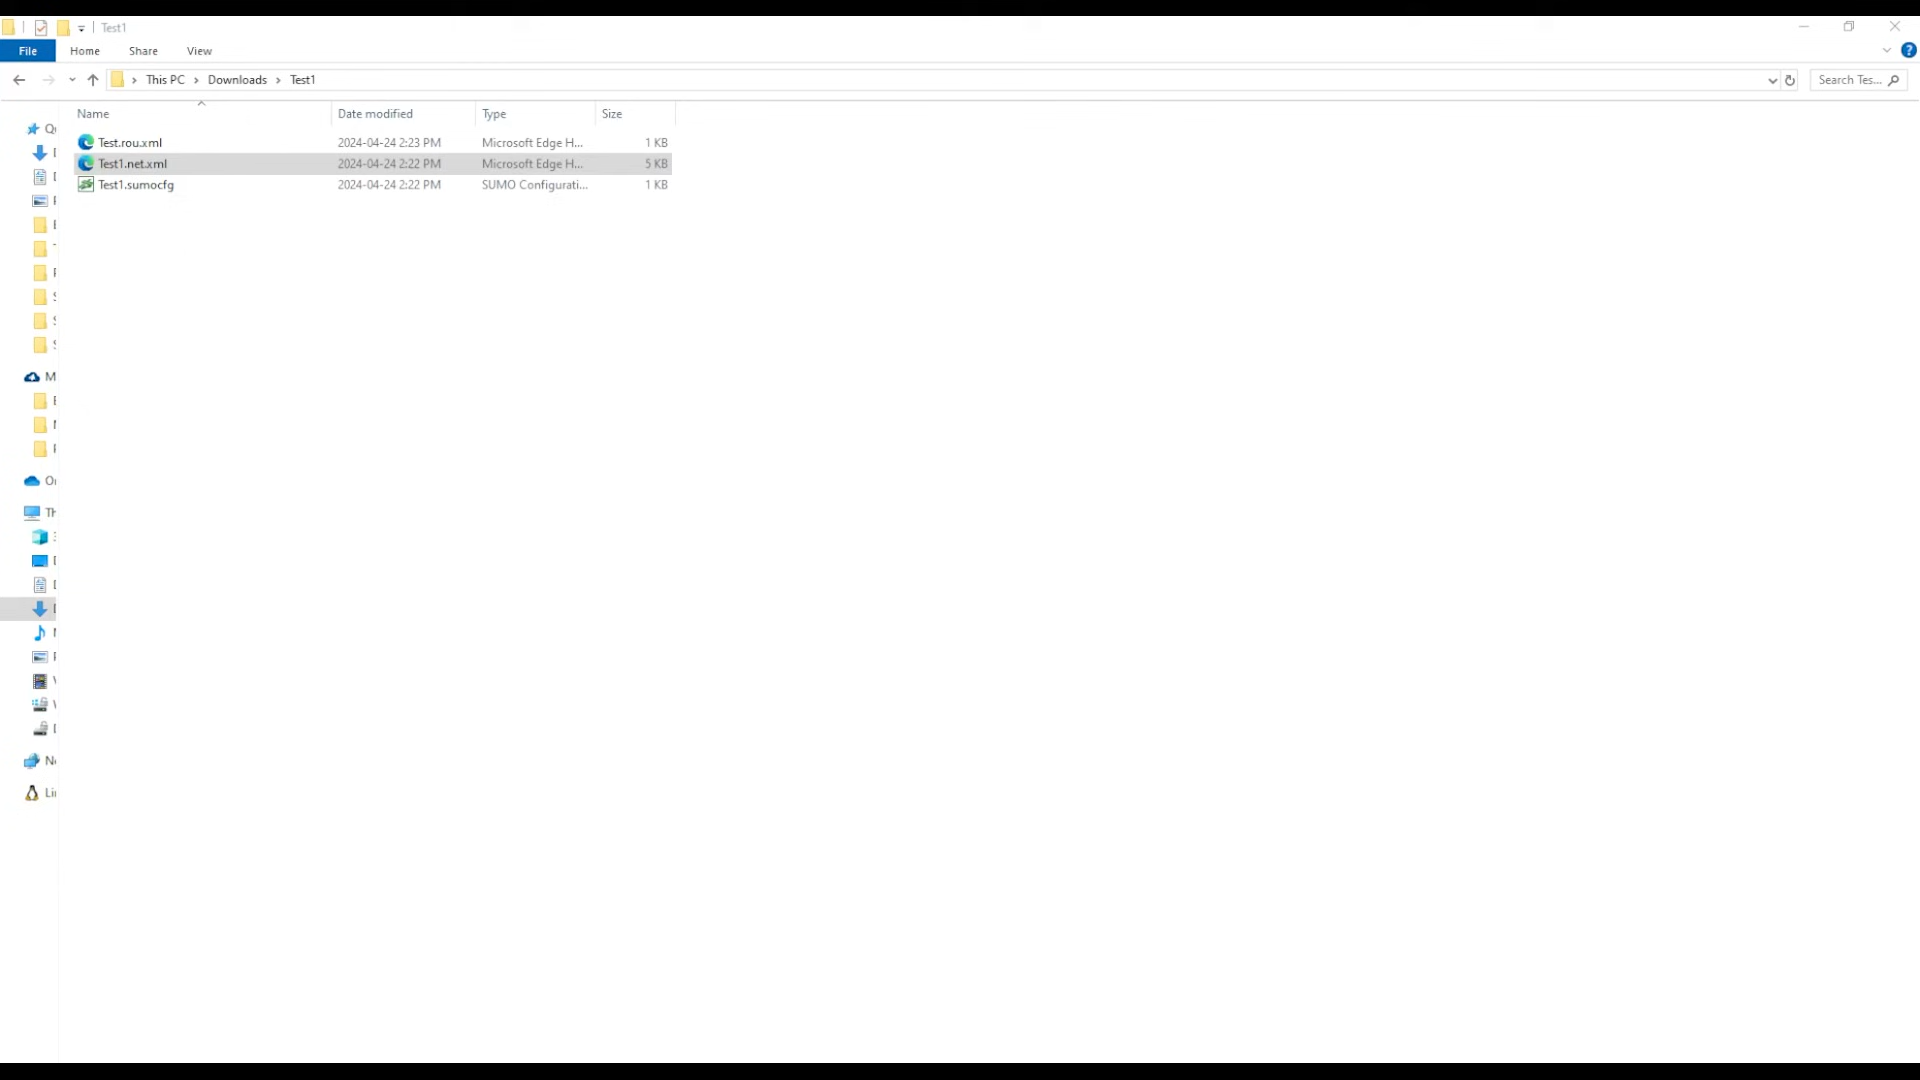 Test1
File Home Share View
This PC Downloads Test1 Search Tes...
Name Date modified Type Size
Test.rou.xml 2024-04-24 2:23 PM Microsoft Edge H... 1 KB
Test1.net.xml 2024-04-24 2:22 PM Microsoft Edge H... 5 KB
Test1.sumocfg 2024-04-24 2:22 PM SUMO Configurati... 1 KB